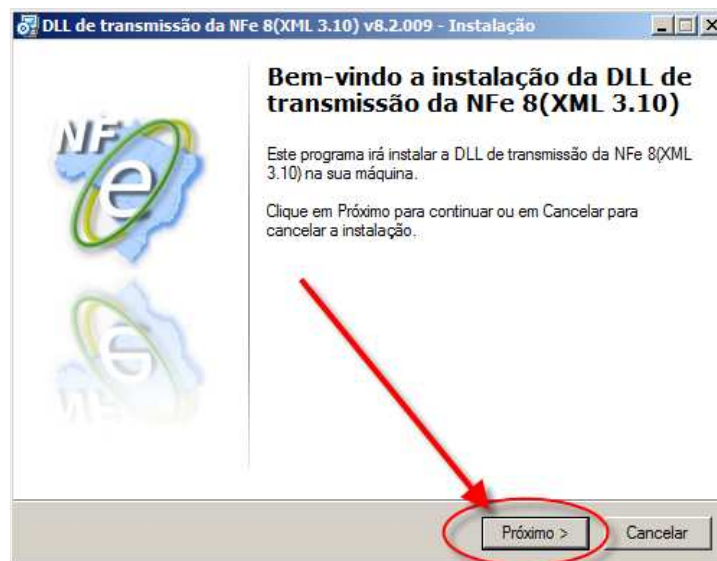 DLL de transmissão da NFe 8(XML 3.10) v8.2.009 - Instalação
NF
e
Bem-vindo a instalação da DLL de
transmissão da NFe 8(XML 3.10)
Este programa irá instalar a DLL de transmissão da NFe 8(XML
3.10) na sua máquina.
Clique em Próximo para continuar ou em Cancelar para
cancelar a instalação.
Próximo >
Cancelar